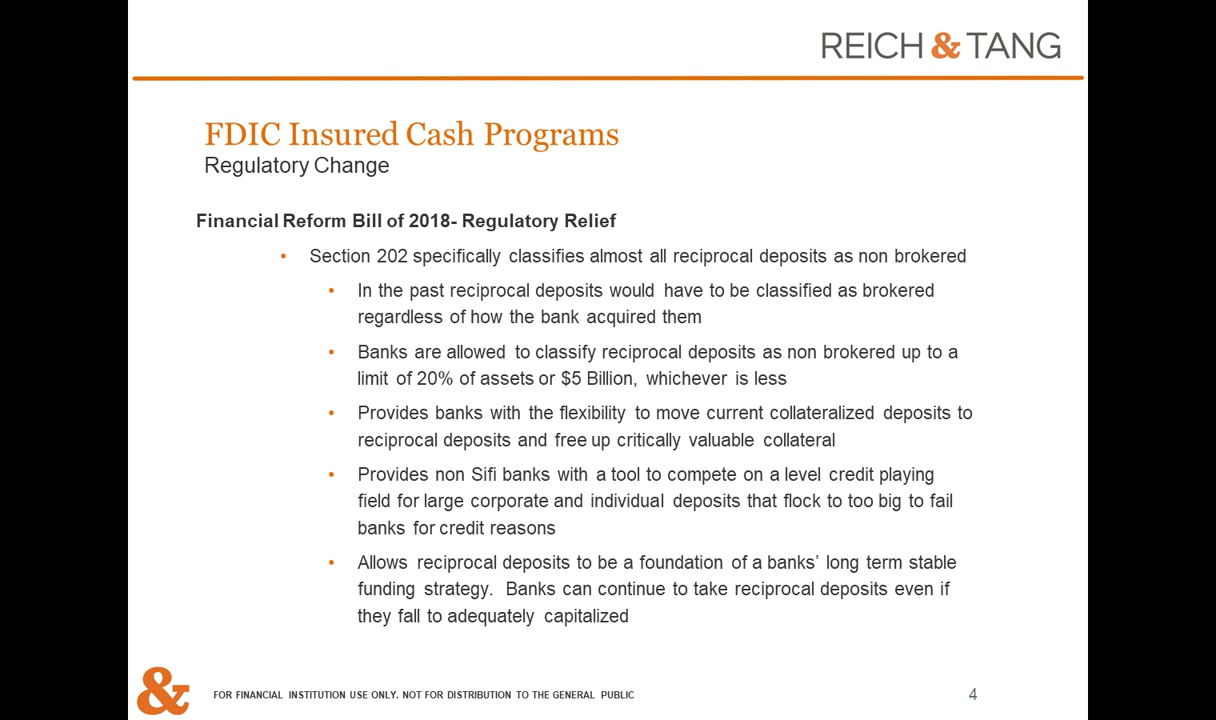 REICH & TANG
FDIC Insured Cash Programs
Regulatory Change
Financial Reform Bill of 2018- Regulatory Relief
• Section 202 specifically classifies almost all reciprocal deposits as non brokered
• In the past reciprocal deposits would have to be classified as brokered
regardless of how the bank acquired them
• Banks are allowed to classify reciprocal deposits as non brokered up to a
limit of 20% of assets or $5 Billion, whichever is less
• Provides banks with the flexibility to move current collateralized deposits to
reciprocal deposits and free up critically valuable collateral
• Provides non Sifi banks with a tool to compete on a level credit playing
field for large corporate and individual deposits that flock to too big to fail
banks for credit reasons
• Allows reciprocal deposits to be a foundation of a banks’ long term stable
funding strategy. Banks can continue to take reciprocal deposits even if
they fall to adequately capitalized
&
FOR FINANCIAL INSTITUTION USE ONLY. NOT FOR DISTRIBUTION TO THE GENERAL PUBLIC
4